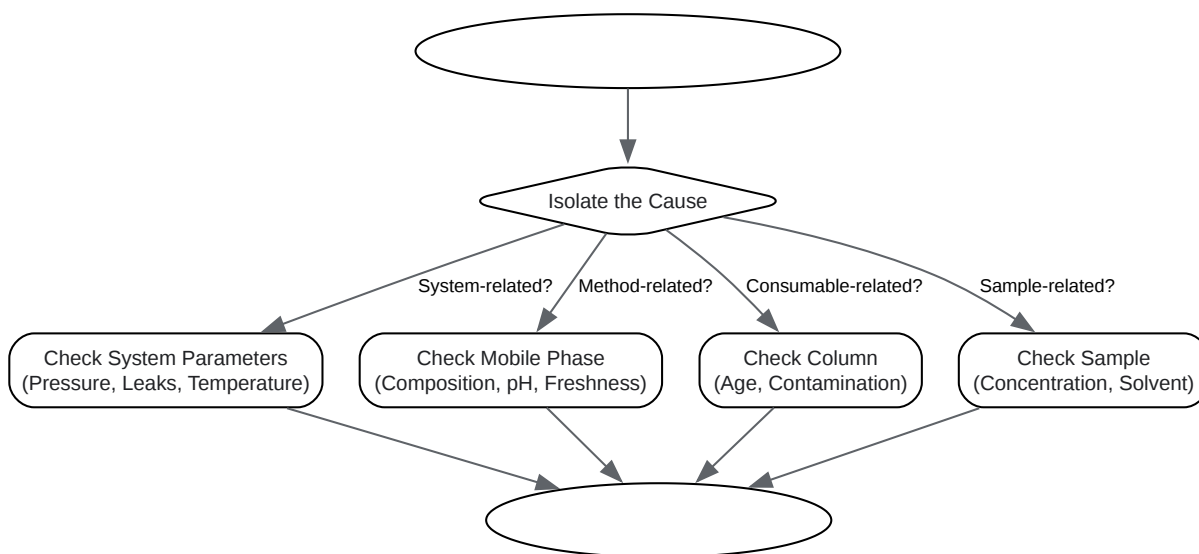 Isolate the Cause
System-related?
Method-related?
Consumable-related?
Sample-related?
Check System Parameters
(Pressure, Leaks, Temperature)
Check Mobile Phase
(Composition, pH, Freshness)
Check Column
(Age, Contamination)
Check Sample
(Concentration, Solvent)